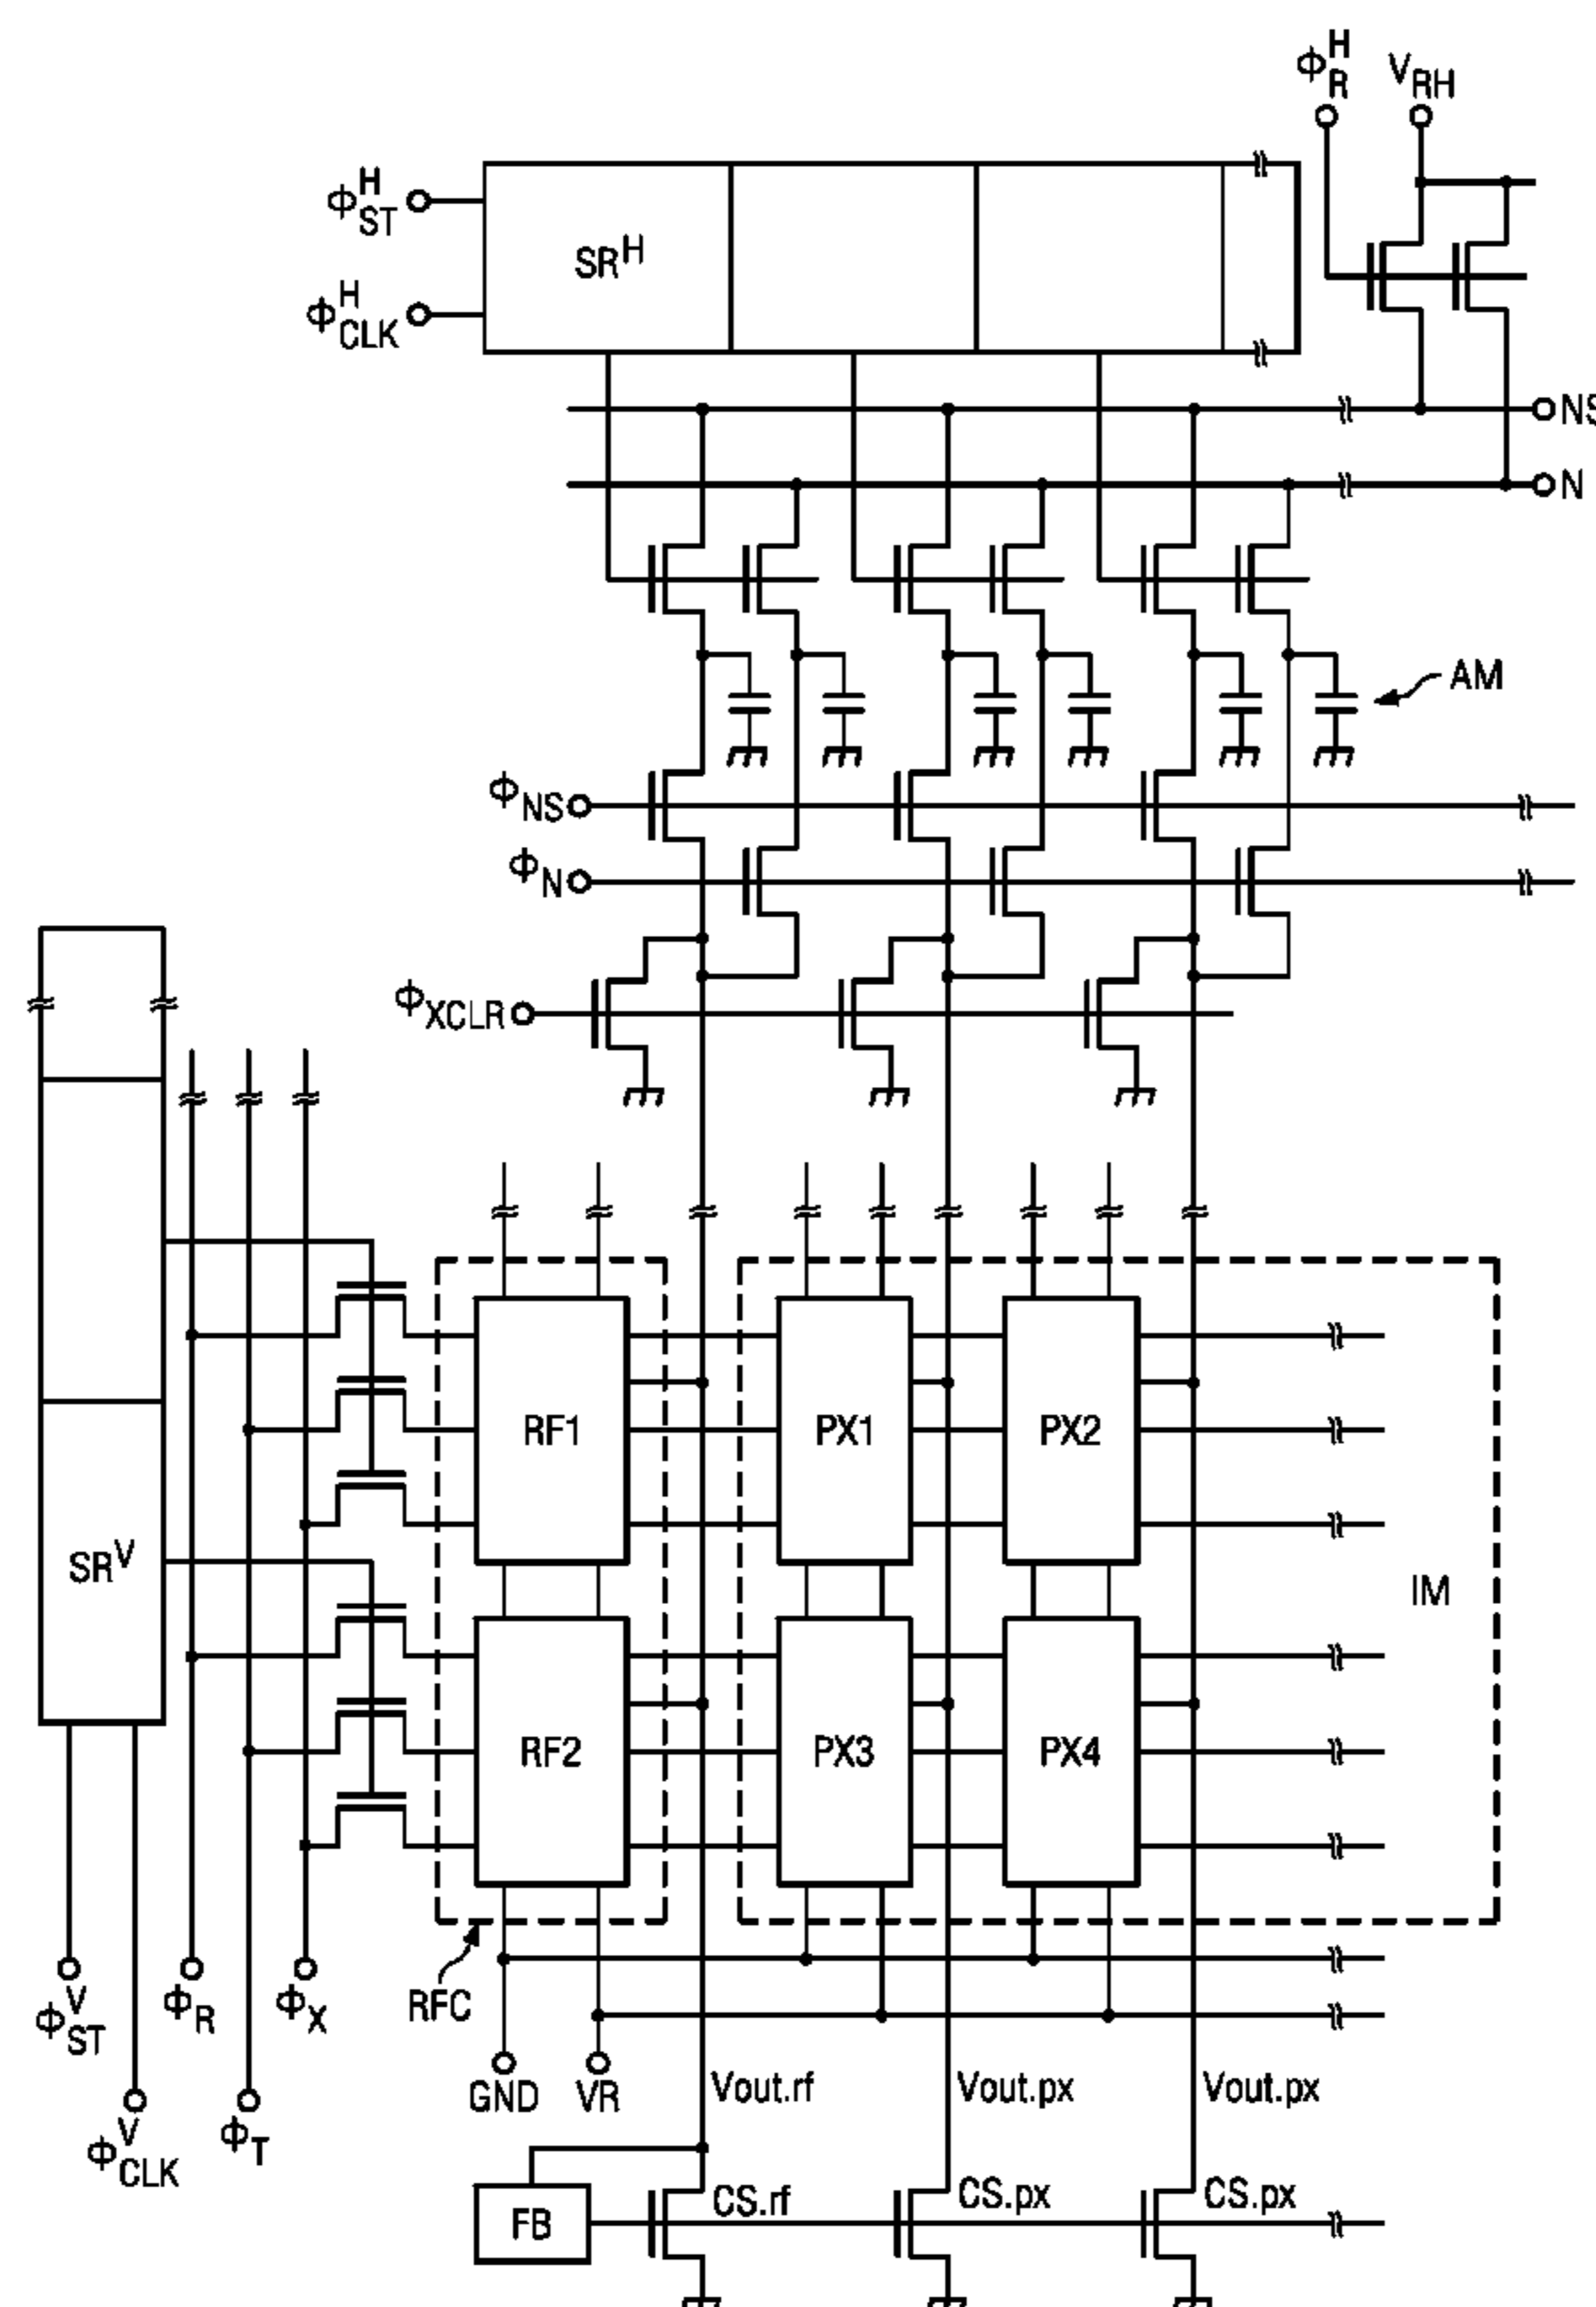 Φ^H_R V_RH
Φ^H_ST
SR^H
Φ^H_CLK
NS
N
AM
Φ_NS
Φ_N
Φ_XCLR
RF1 PX1 PX2
SR^V
IM
RF2 PX3 PX4
RFC
Φ^V_ST Φ_R Φ_X
GND VR Vout.rf Vout.px Vout.px
Φ^V_CLK Φ_T
FB CS.rf CS.px CS.px